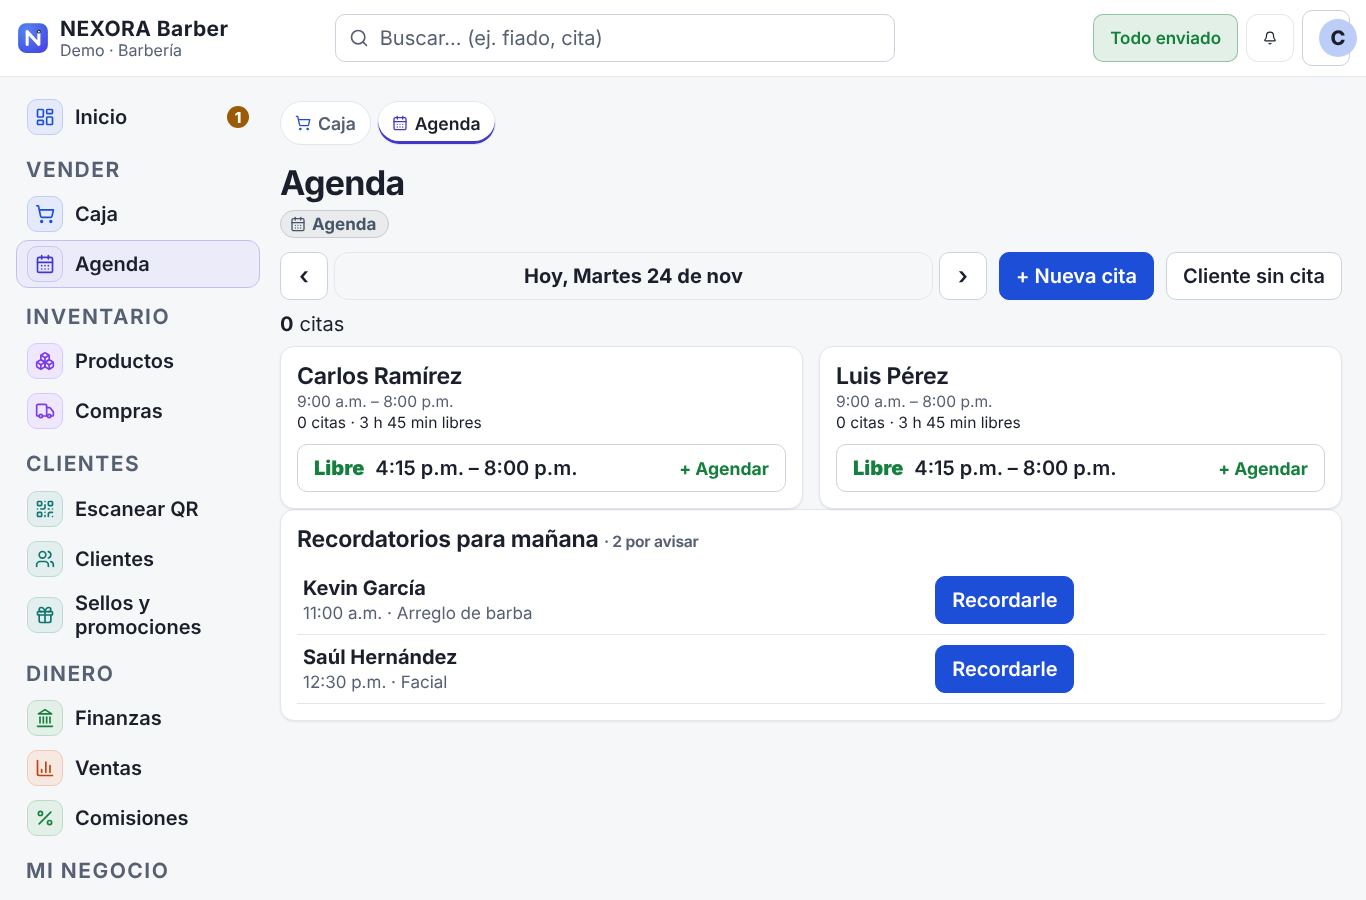 NEXORA Barber
Demo · Barbería
Buscar... (ej. fiado, cita)
Todo enviado
C
Inicio
1
VENDER
Caja
Agenda
INVENTARIO
Productos
Compras
CLIENTES
Escanear QR
Clientes
Sellos y
promociones
DINERO
Finanzas
Ventas
Comisiones
MI NEGOCIO
Caja
Agenda
Agenda
Agenda
‹
Hoy, Martes 24 de nov
›
+ Nueva cita
Cliente sin cita
0 citas
Carlos Ramírez
9:00 a.m. – 8:00 p.m.
0 citas · 3 h 45 min libres
Libre 4:15 p.m. – 8:00 p.m.
+ Agendar
Luis Pérez
9:00 a.m. – 8:00 p.m.
0 citas · 3 h 45 min libres
Libre 4:15 p.m. – 8:00 p.m.
+ Agendar
Recordatorios para mañana · 2 por avisar
Kevin García
11:00 a.m. · Arreglo de barba
Recordarle
Saúl Hernández
12:30 p.m. · Facial
Recordarle